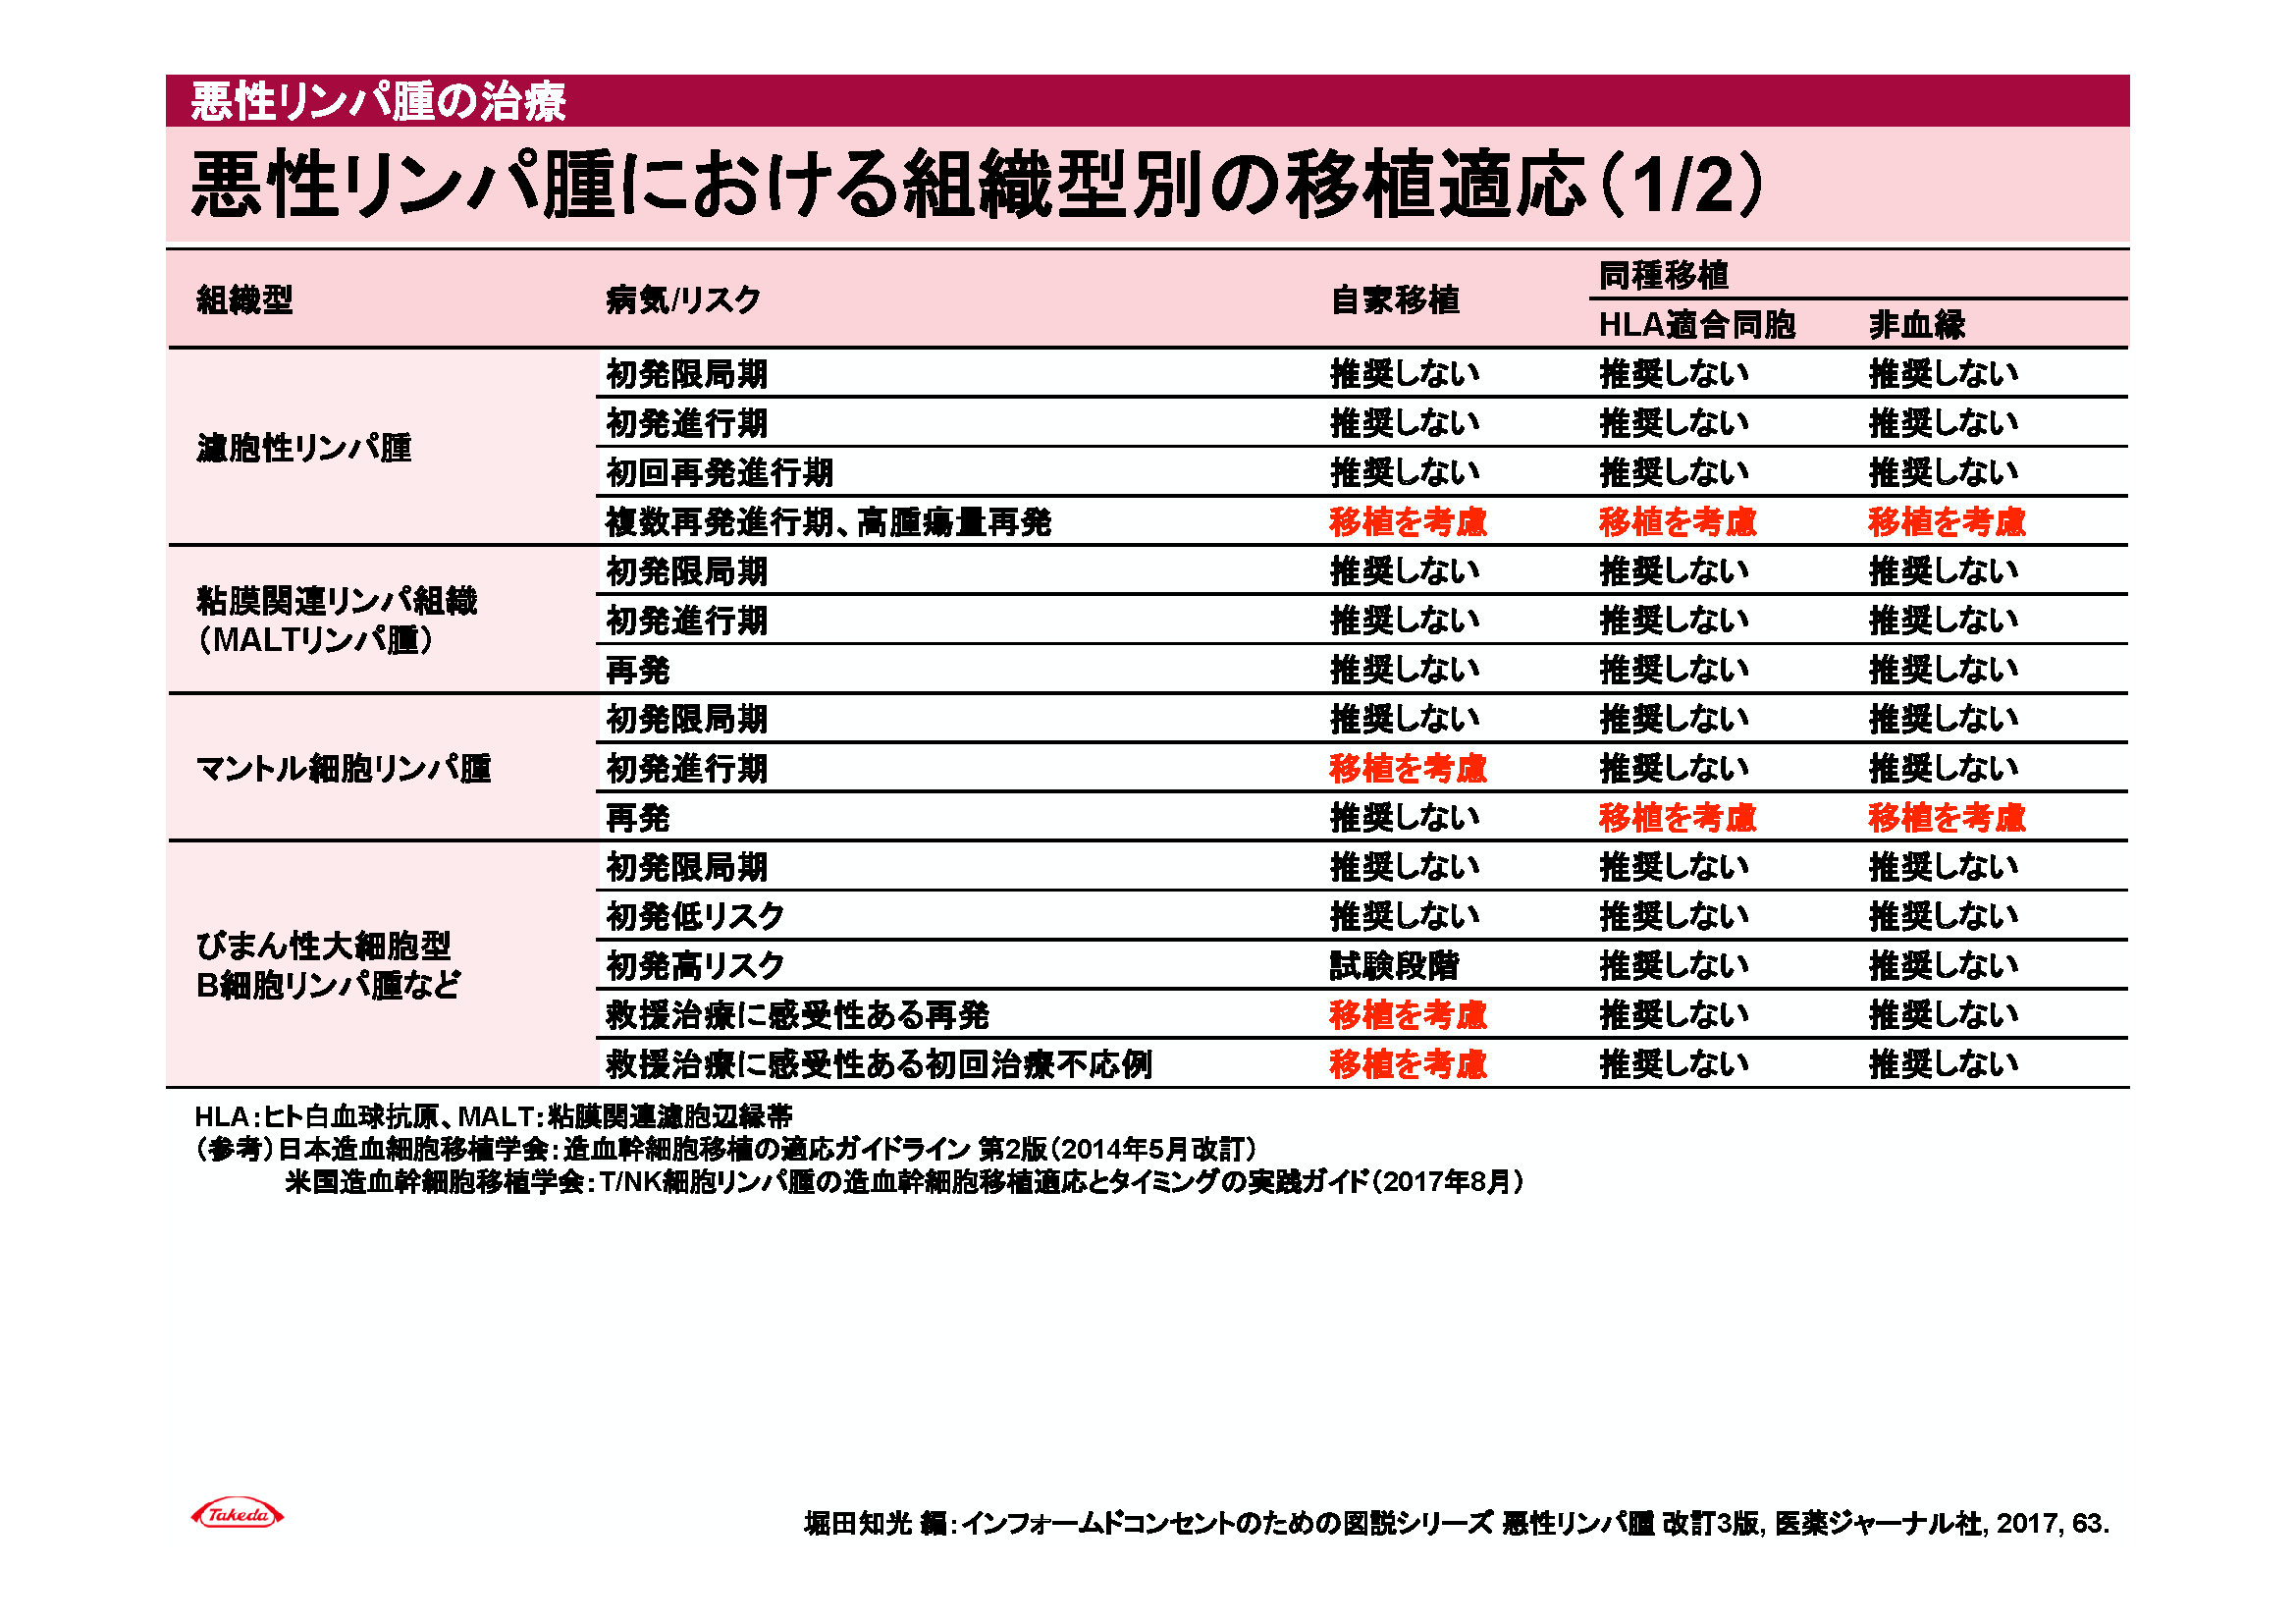 悪性リンパ腫の治療
悪性リンパ腫における組織型別の移植適応（1/2）
組織型 病気/リスク 自家移植 同種移植
HLA適合同胞 非血縁
濾胞性リンパ腫
初発限局期 推奨しない 推奨しない 推奨しない
初発進行期 推奨しない 推奨しない 推奨しない
初回再発進行期 推奨しない 推奨しない 推奨しない
複数再発進行期、高腫瘍量再発 移植を考慮 移植を考慮 移植を考慮
粘膜関連リンパ組織
（MALTリンパ腫）
初発限局期 推奨しない 推奨しない 推奨しない
初発進行期 推奨しない 推奨しない 推奨しない
再発 推奨しない 推奨しない 推奨しない
マントル細胞リンパ腫
初発限局期 推奨しない 推奨しない 推奨しない
初発進行期 移植を考慮 推奨しない 推奨しない
再発 推奨しない 移植を考慮 移植を考慮
びまん性大細胞型
B細胞リンパ腫など
初発限局期 推奨しない 推奨しない 推奨しない
初発低リスク 推奨しない 推奨しない 推奨しない
初発高リスク 試験段階 推奨しない 推奨しない
救援治療に感受性ある再発 移植を考慮 推奨しない 推奨しない
救援治療に感受性ある初回治療不応例 移植を考慮 推奨しない 推奨しない
HLA：ヒト白血球抗原、MALT：粘膜関連濾胞辺縁帯
（参考）日本造血細胞移植学会：造血幹細胞移植の適応ガイドライン 第2版（2014年5月改訂）
米国造血幹細胞移植学会：T/NK細胞リンパ腫の造血幹細胞移植適応とタイミングの実践ガイド（2017年8月）
Takeda
堀田知光 編：インフォームドコンセントのための図説シリーズ 悪性リンパ腫 改訂3版, 医薬ジャーナル社, 2017, 63.